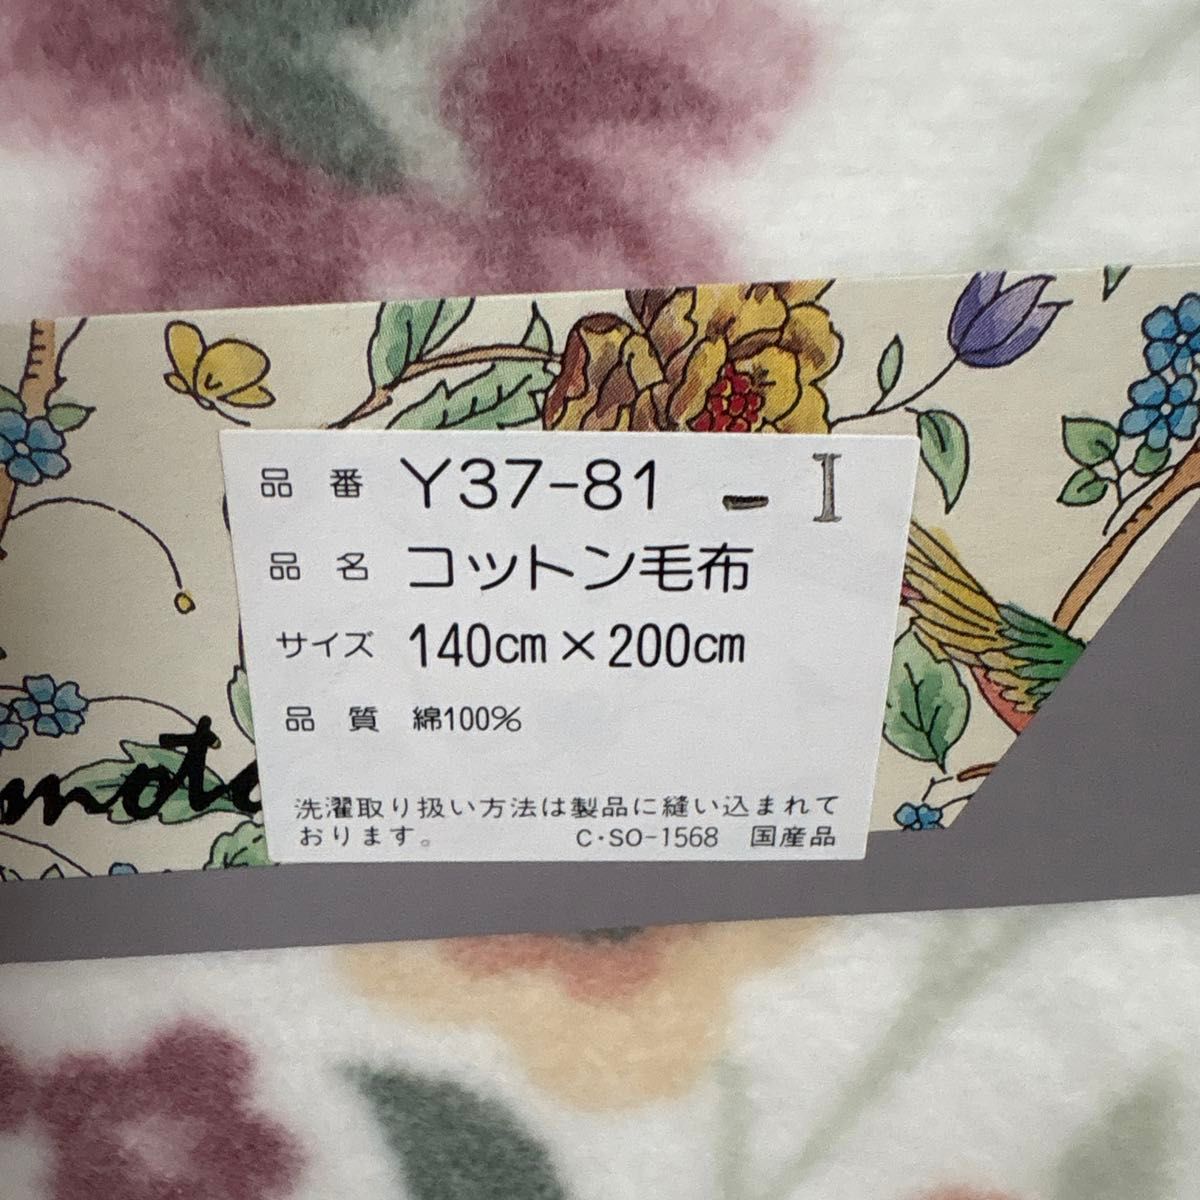 品番 Y37-81 - I
品名 コットン毛布
サイズ 140cm×200cm
品質 綿100%
洗濯取り扱い方法は製品に縫い込まれて
おります。 C・SO-1568 国産品